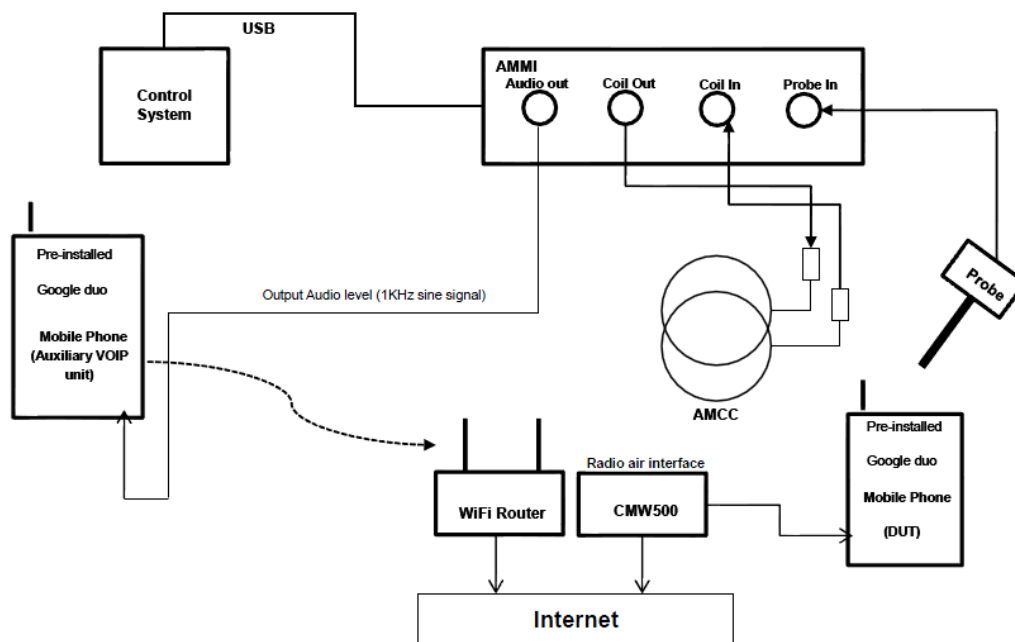 USB
Control
System
AMMI
Audio out
Coil Out
Coil In
Probe In
Pre-installed
Google duo
Mobile Phone
(Auxiliary VOIP
unit)
Output Audio level (1KHz sine signal)
Probe
AMCC
Pre-installed
Google duo
Mobile Phone
(DUT)
Radio air interface
WiFi Router
CMW500
Internet